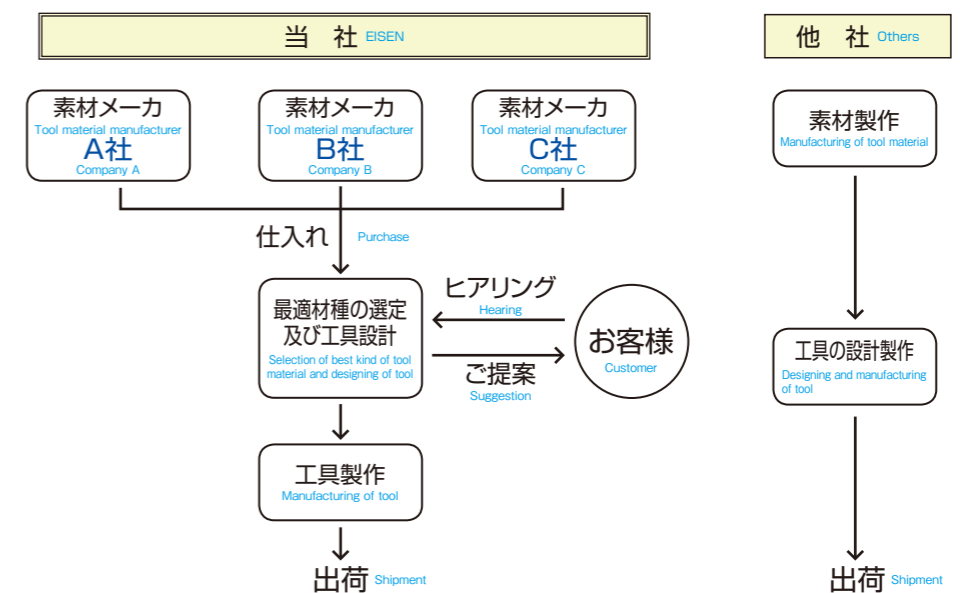 当 社 EISEN
他 社 Others
素材メーカ
Tool material manufacturer
A社
Company A
素材メーカ
Tool material manufacturer
B社
Company B
素材メーカ
Tool material manufacturer
C社
Company C
仕入れ Purchase
最適材種の選定
及び工具設計
Selection of best kind of tool
material and designing of tool
ヒアリング
Hearing
ご提案
Suggestion
お客様
Customer
工具製作
Manufacturing of tool
出荷 Shipment
素材製作
Manufacturing of tool material
工具の設計製作
Designing and manufacturing
of tool
出荷 Shipment